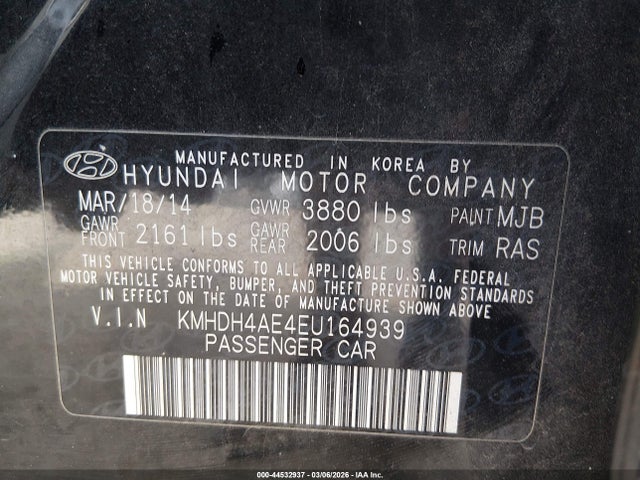 MANUFACTURED IN KOREA BY
HYUNDAI MOTOR COMPANY
MAR/18/14 GVWR 3880 lbs PAINT MJB
GAWR FRONT 2161 lbs GAWR REAR 2006 lbs TRIM RAS
THIS VEHICLE CONFORMS TO ALL APPLICABLE U.S.A. FEDERAL
MOTOR VEHICLE SAFETY, BUMPER, AND THEFT PREVENTION STANDARDS
IN EFFECT ON THE DATE OF MANUFACTURE SHOWN ABOVE
V.I.N KMHDH4AE4EU164939
PASSENGER CAR
000-44532937 - 03/06/2026 - IAA Inc.